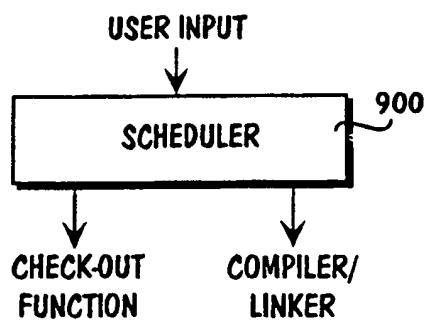 USER INPUT
900
SCHEDULER
CHECK-OUT
FUNCTION
COMPILER/
LINKER